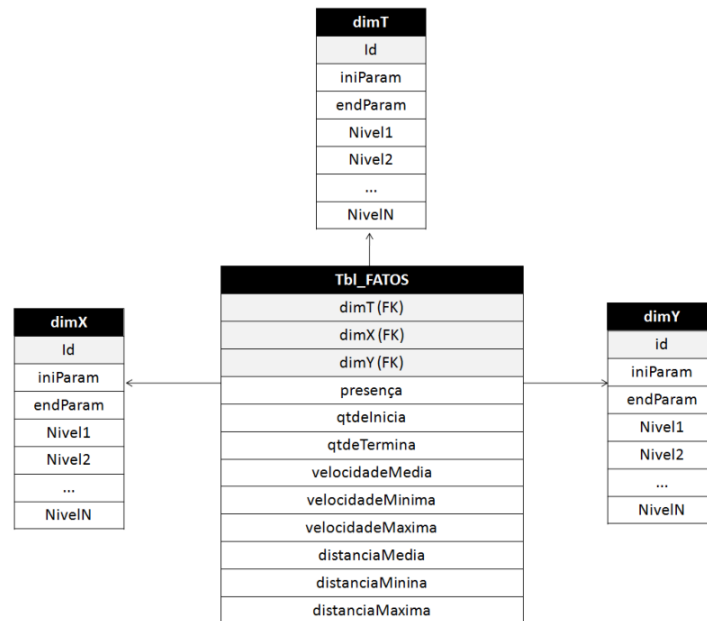 dimT
Id
iniParam
endParam
Nivel1
Nivel2
...
NivelN
Tbl_FATOS
dimT (FK)
dimX (FK)
dimY (FK)
presença
qtdeInicia
qtdeTermina
velocidadeMedia
velocidadeMinima
velocidadeMaxima
distanciaMedia
distanciaMinina
distanciaMaxima
dimX
Id
iniParam
endParam
Nivel1
Nivel2
...
NivelN
dimY
id
iniParam
endParam
Nivel1
Nivel2
...
NivelN